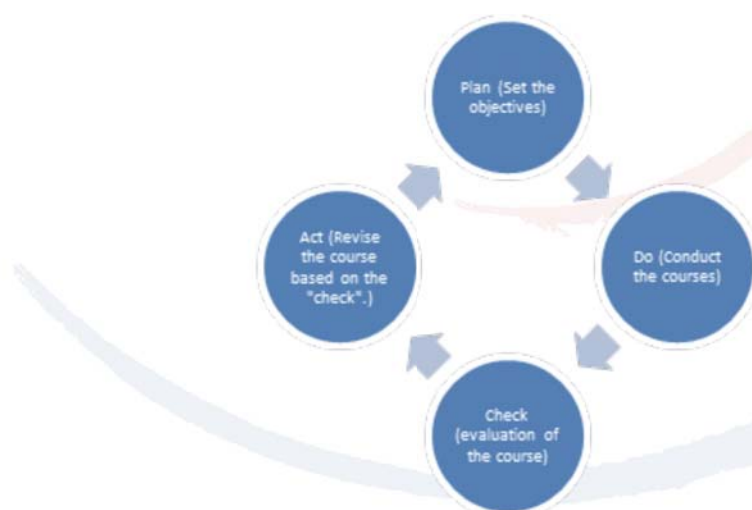 Plan (Set the
objectives)
Do (Conduct
the courses)
Check
(evaluation of
the course)
Act (Revise
the course
based on the
"check".)